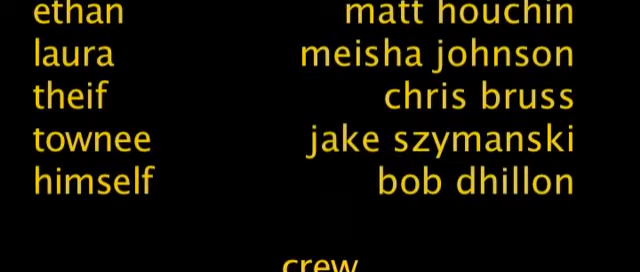 ethan matt houchin
laura meisha johnson
theif chris bruss
townee jake szymanski
himself bob dhillon
crew